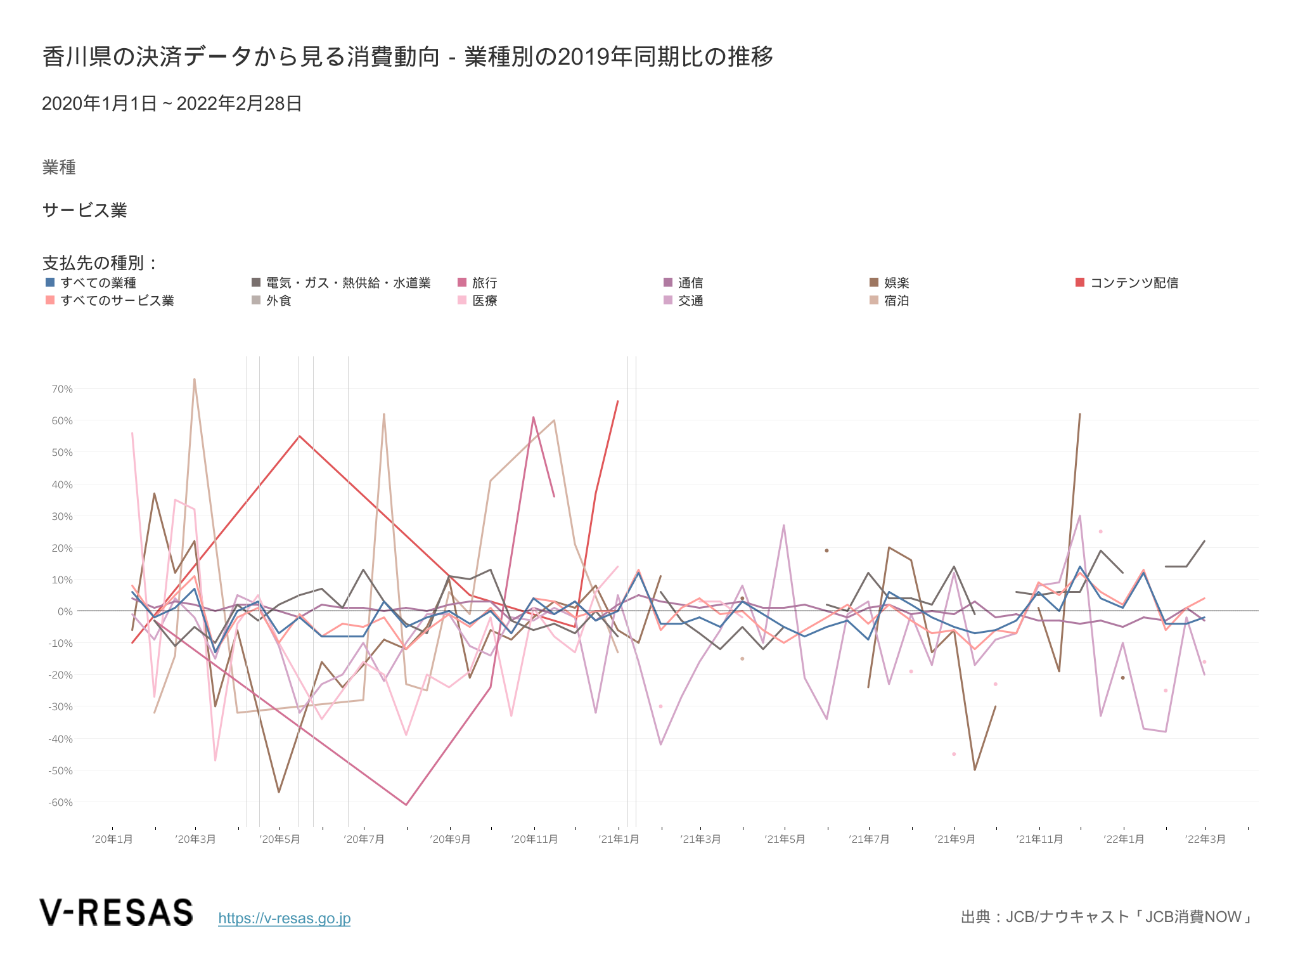 香川県の決済データから見る消費動向 - 業種別の2019年同期比の推移
2020年1月1日 ~ 2022年2月28日
業種
サービス業
支払先の種別：
すべての業種 電気・ガス・熱供給・水道業 旅行 通信 娯楽 コンテンツ配信
すべてのサービス業 外食 医療 交通 宿泊
70%
60%
50%
40%
30%
20%
10%
0%
-10%
-20%
-30%
-40%
-50%
-60%
'20年1月 '20年3月 '20年5月 '20年7月 '20年9月 '20年11月 '21年1月 '21年3月 '21年5月 '21年7月 '21年9月 '21年11月 '22年1月 '22年3月
V-RESAS https://v-resas.go.jp 出典：JCB/ナウキャスト「JCB消費NOW」